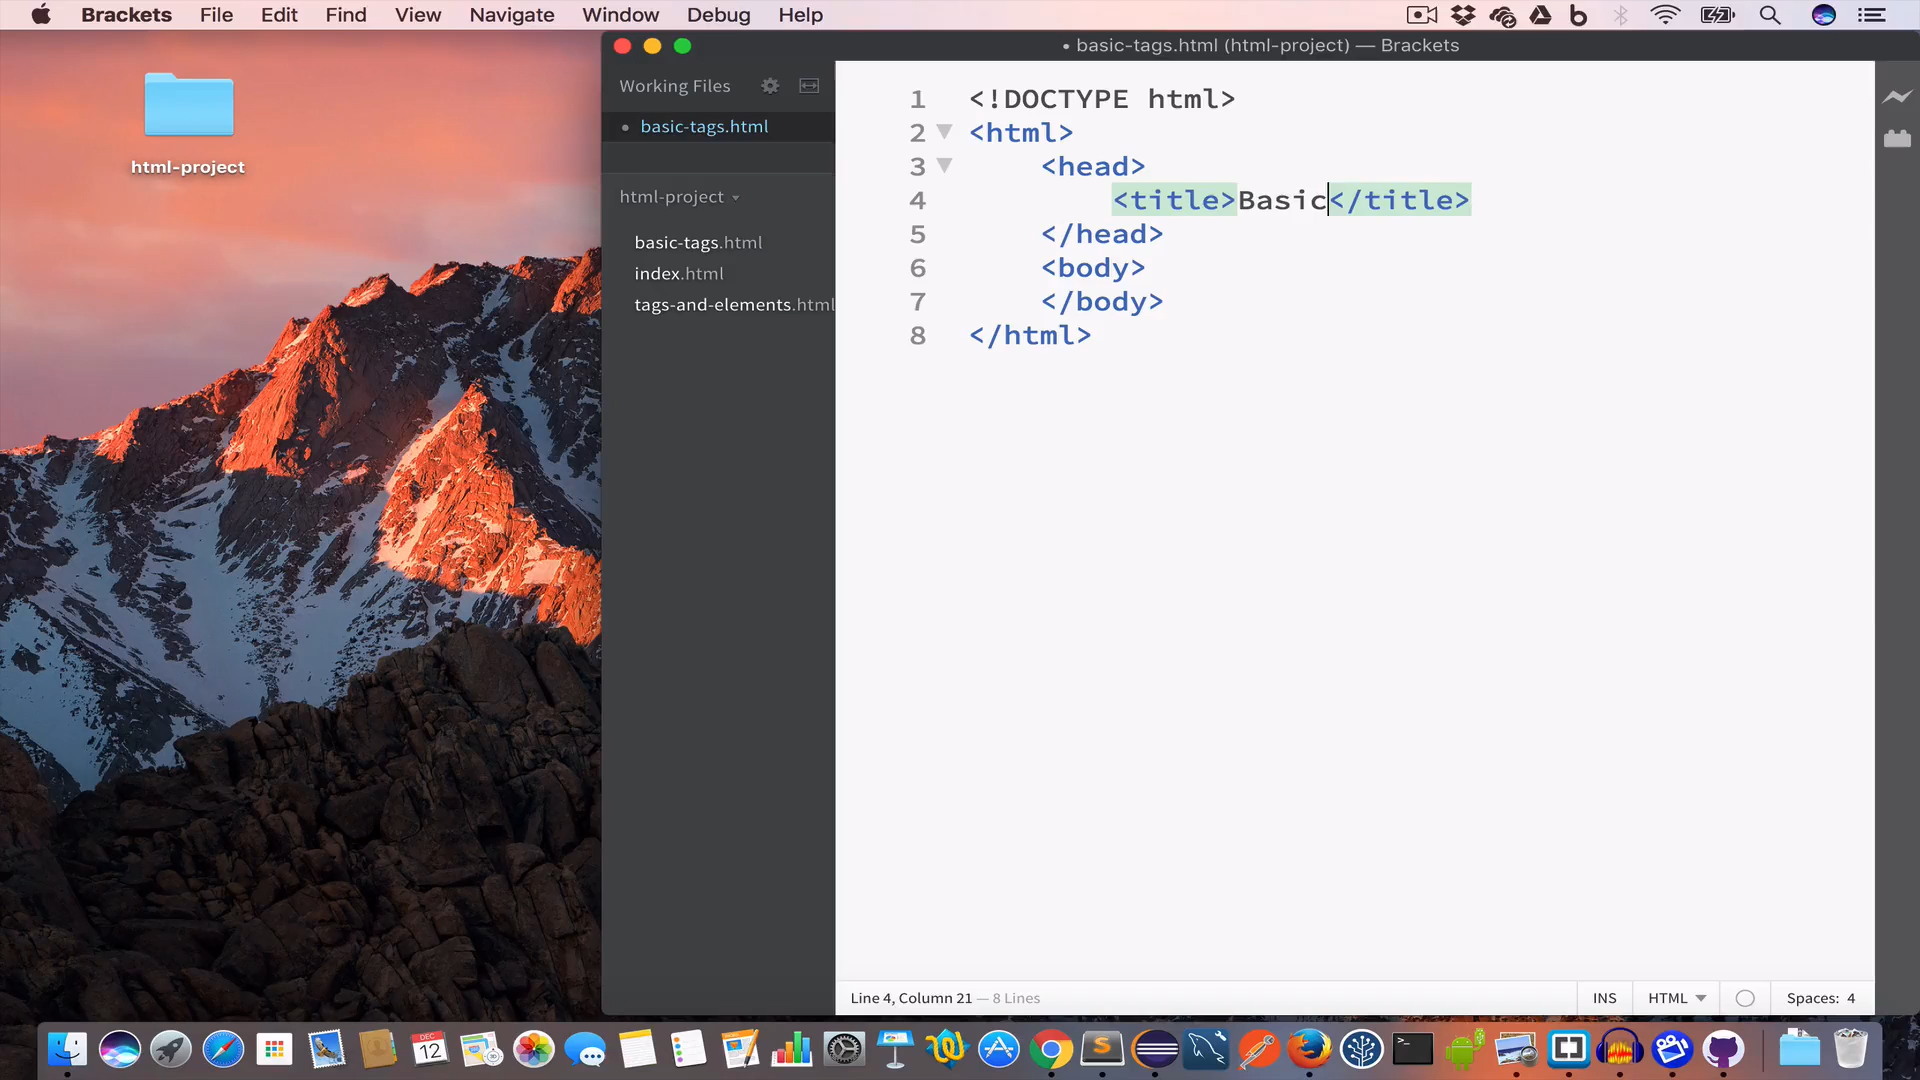 Brackets File Edit Find View Navigate Window Debug Help
html-project
• basic-tags.html (html-project) — Brackets
Working Files
• basic-tags.html
html-project
basic-tags.html
index.html
tags-and-elements.html
1 <!DOCTYPE html>
2 <html>
3 <head>
4 <title>Basic</title>
5 </head>
6 <body>
7 </body>
8 </html>
Line 4, Column 21 — 8 Lines
INS HTML Spaces: 4
DEC
12